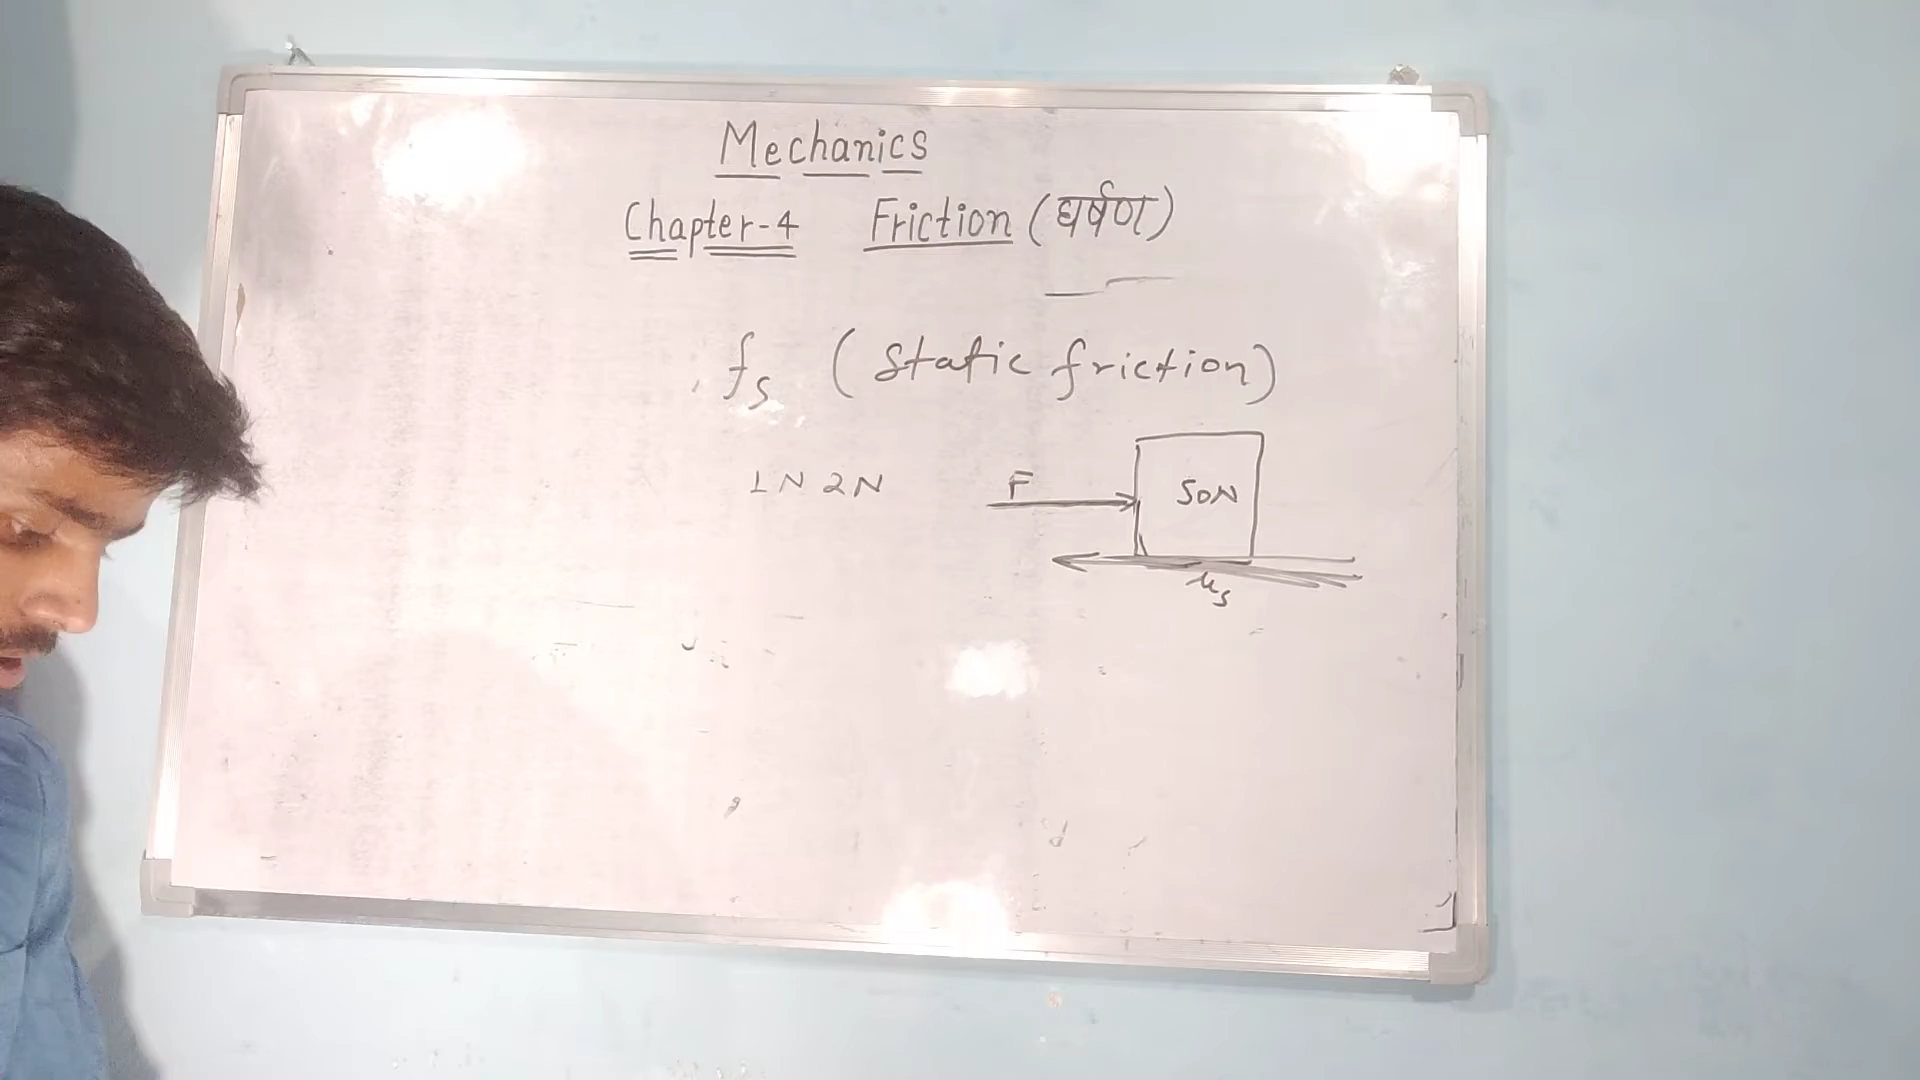 Mechanics
Chapter-4 Friction (घर्षण)
fs (Static friction)
1N 2N F 50N
μs